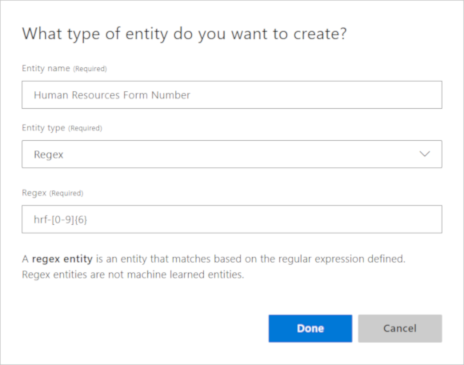 What type of entity do you want to create?
Entity name (Required)
Human Resources Form Number
Entity type (Required)
Regex
Regex (Required)
hrf-[0-9]{6}
A regex entity is an entity that matches based on the regular expression defined.
Regex entities are not machine learned entities.
Done Cancel